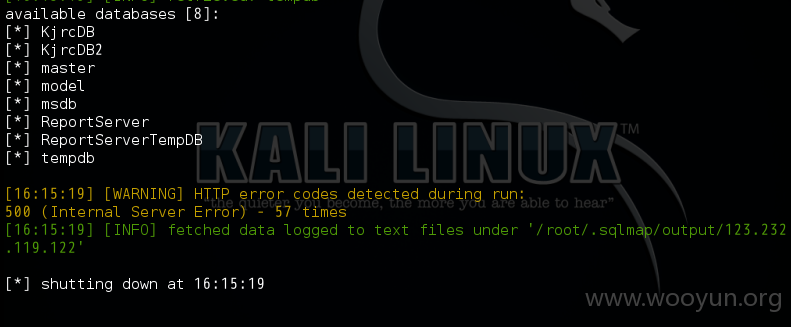 available databases [8]:
[*] KjrcDB
[*] KjrcDB2
[*] master
[*] model
[*] msdb
[*] ReportServer
[*] ReportServerTempDB
[*] tempdb
KALI LINUX™
"the quieter you become, the more you are able to hear"
[16:15:19] [WARNING] HTTP error codes detected during run:
500 (Internal Server Error) - 57 times
[16:15:19] [INFO] fetched data logged to text files under '/root/.sqlmap/output/123.232
.119.122'
[*] shutting down at 16:15:19
www.wooyun.org